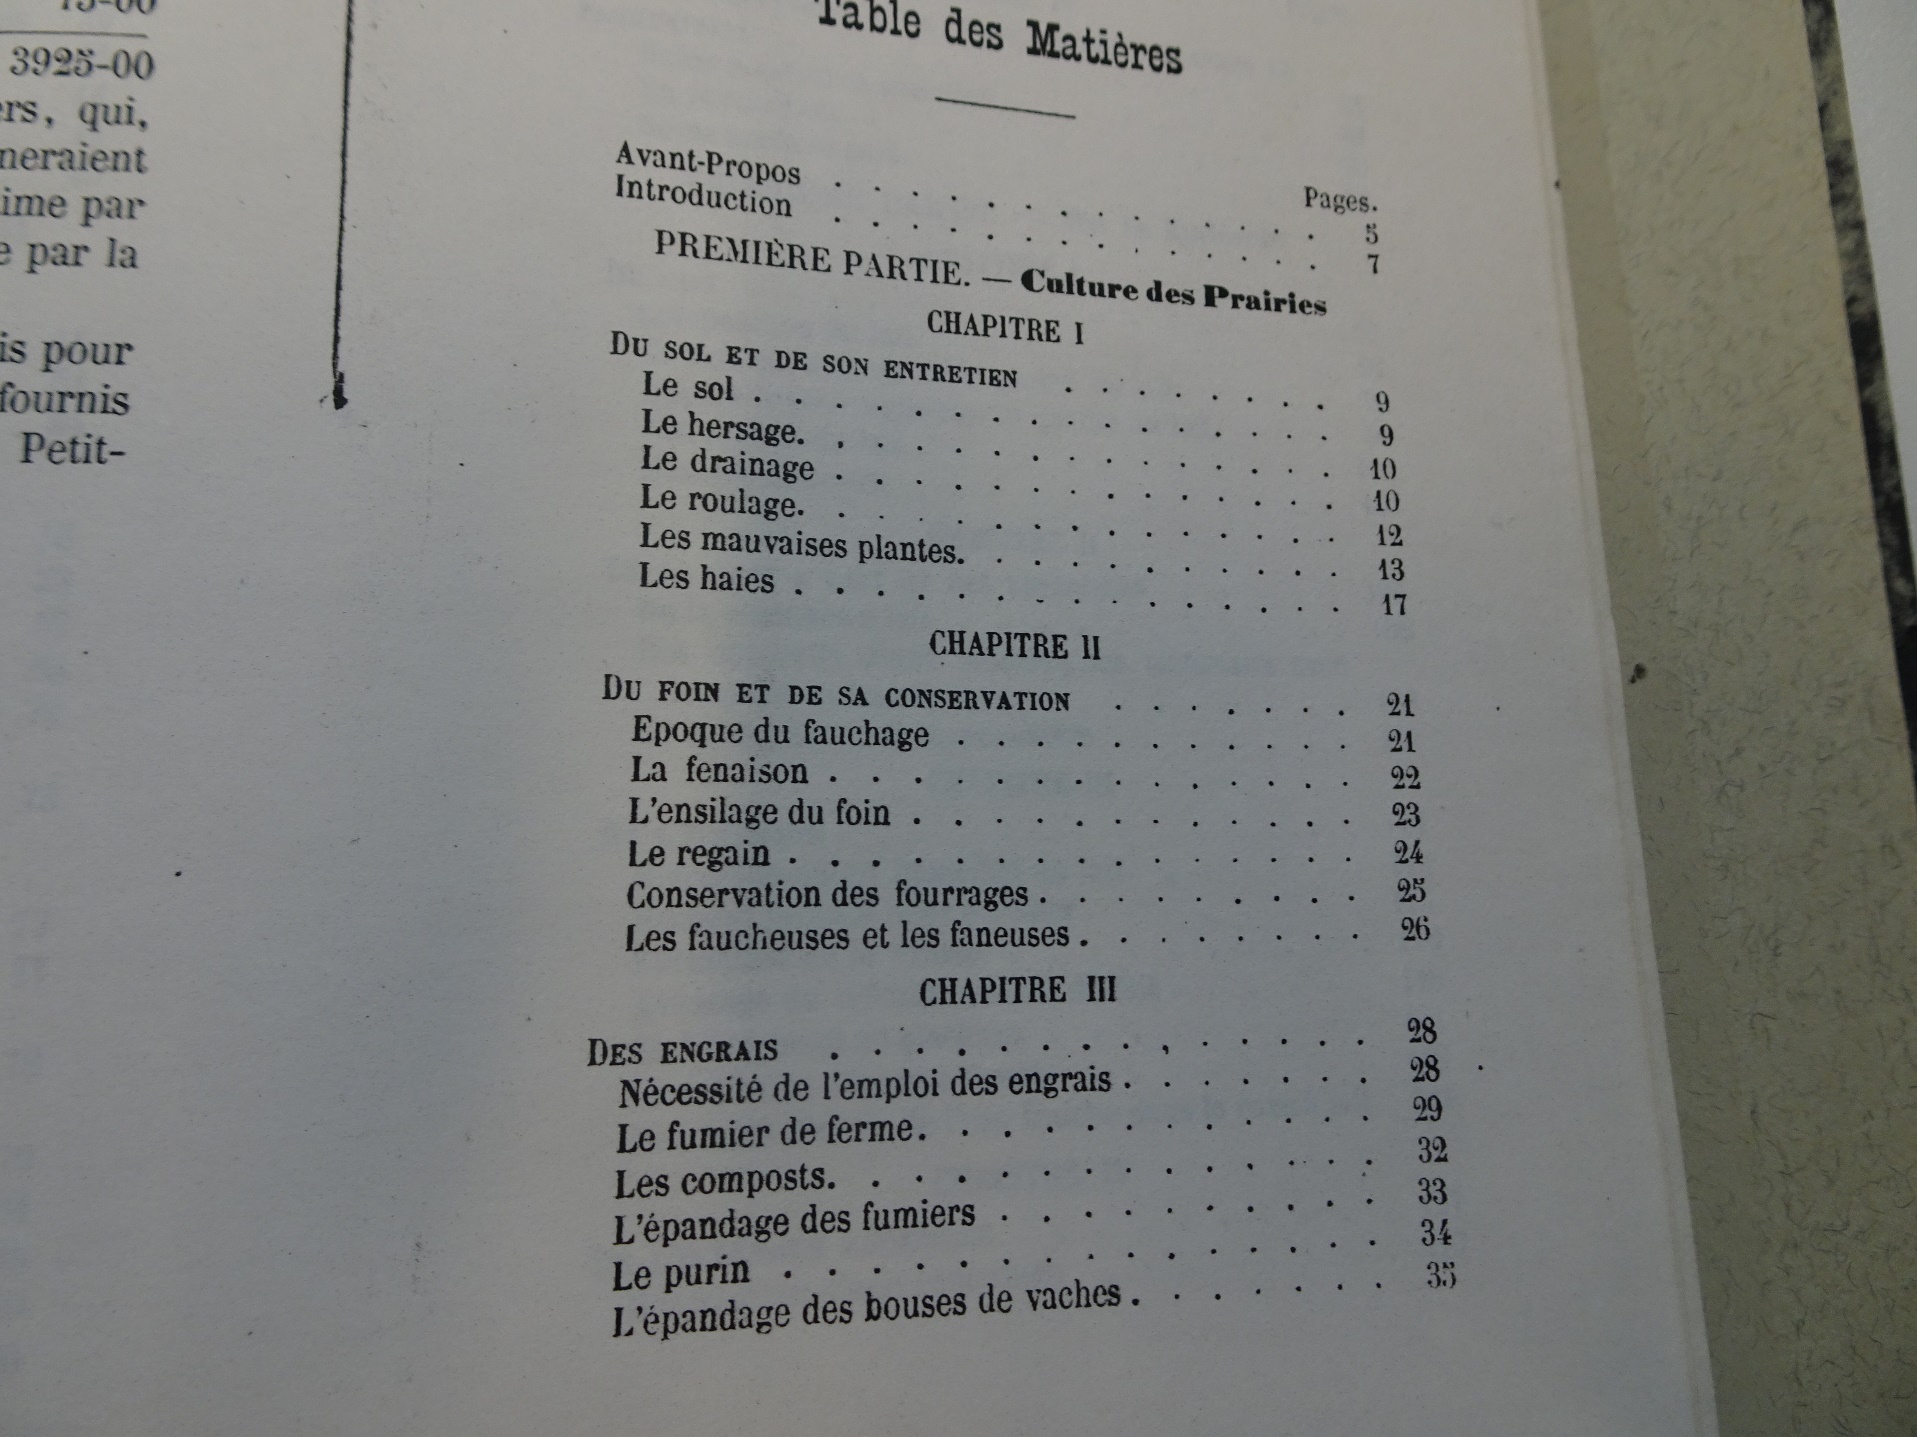 3925-00
qui,
par
par la
pour
fournis
Petit-
Table des Matières
Pages.
Avant-Propos . . . . . . . . . . . . . 5
Introduction . . . . . . . . . . . . . 7
PREMIÈRE PARTIE. — Culture des Prairies
CHAPITRE I
DU SOL ET DE SON ENTRETIEN . . . . . . . . 9
Le sol . . . . . . . . . . . . . . . 9
Le hersage. . . . . . . . . . . . . . 10
Le drainage . . . . . . . . . . . . . 10
Le roulage. . . . . . . . . . . . . . 12
Les mauvaises plantes. . . . . . . . . . . 13
Les haies . . . . . . . . . . . . . . 17
CHAPITRE II
DU FOIN ET DE SA CONSERVATION . . . . . . . 21
Epoque du fauchage . . . . . . . . . . . 21
La fenaison . . . . . . . . . . . . . 22
L'ensilage du foin . . . . . . . . . . . . 23
Le regain . . . . . . . . . . . . . . 24
Conservation des fourrages . . . . . . . . . 25
Les faucheuses et les faneuses . . . . . . . . 26
CHAPITRE III
DES ENGRAIS . . . . . . . . . . . . . 28
Nécessité de l'emploi des engrais . . . . . . . 28
Le fumier de ferme. . . . . . . . . . . . 29
Les composts. . . . . . . . . . . . . . 32
L'épandage des fumiers . . . . . . . . . . 33
Le purin . . . . . . . . . . . . . . 34
L'épandage des bouses de vaches . . . . . . . 35